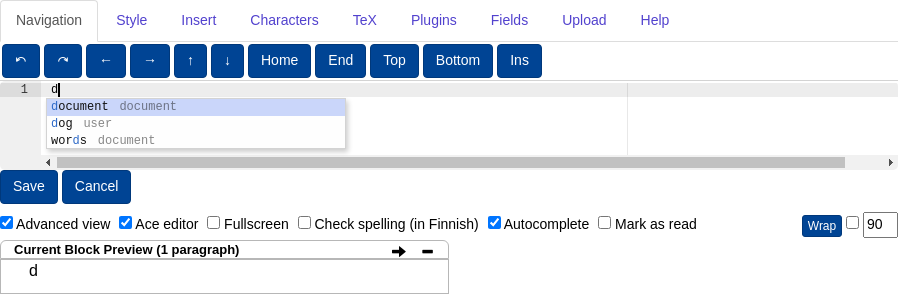 Navigation Style Insert Characters TeX Plugins Fields Upload Help
⤺ ⤻ ← → ↑ ↓ Home End Top Bottom Ins
1 d
document document
dog user
words document
Save Cancel
Advanced view Ace editor Fullscreen Check spelling (in Finnish) Autocomplete Mark as read Wrap 90
Current Block Preview (1 paragraph)
d